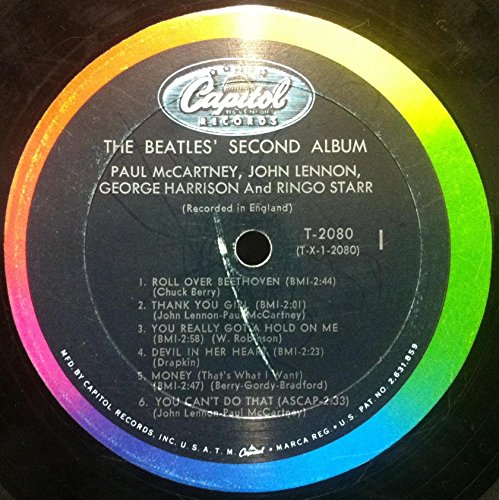 Capitol
REG. U.S. PAT. OFF.
RECORDS
THE BEATLES' SECOND ALBUM
PAUL McCARTNEY, JOHN LENNON,
GEORGE HARRISON And RINGO STARR
(Recorded in England)
T-2080 I
(T-X-1-2080)
1. ROLL OVER BEETHOVEN (BMI-2:44)
(Chuck Berry)
2. THANK YOU GIRL (BMI-2:01)
(John Lennon-Paul McCartney)
3. YOU REALLY GOT A HOLD ON ME
(BMI-2:58) (W. Robinson)
4. DEVIL IN HER HEART (BMI-2:23)
(Drapkin)
5. MONEY (That's What I Want)
(BMI-2:47) (Berry-Gordy-Bradford)
6. YOU CAN'T DO THAT (ASCAP-2:33)
(John Lennon-Paul McCartney)
MFD. BY CAPITOL RECORDS, INC. U. S. A. T. M. Capitol MARCA REG. • U. S. PAT. NO. 2,631,859